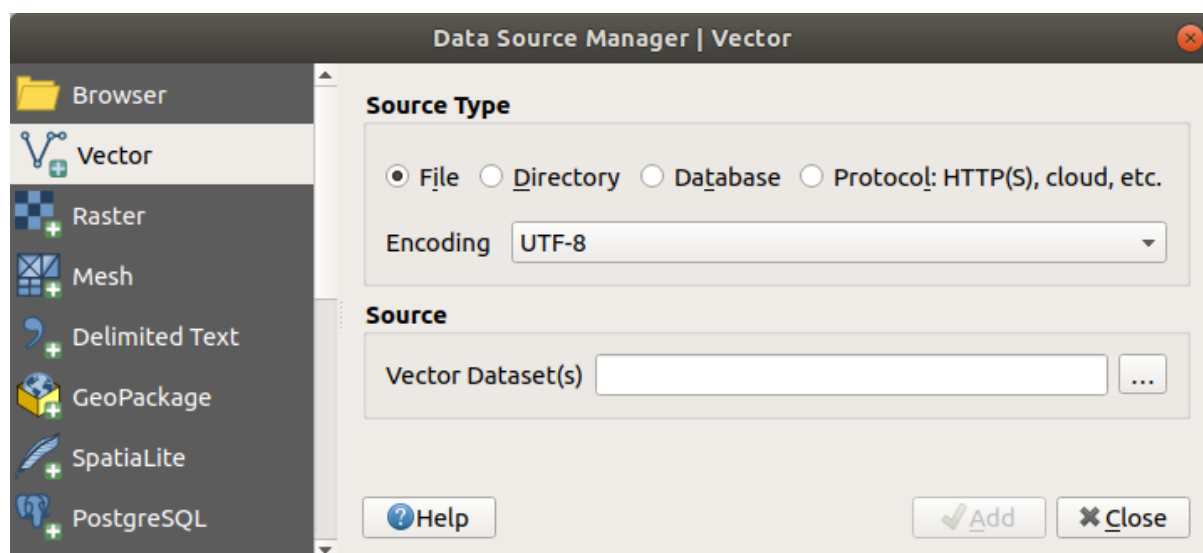 Data Source Manager | Vector
Browser
Vector
Raster
Mesh
Delimited Text
GeoPackage
SpatiaLite
PostgreSQL
Source Type
File Directory Database Protocol: HTTP(S), cloud, etc.
Encoding UTF-8
Source
Vector Dataset(s) ...
Help Add Close